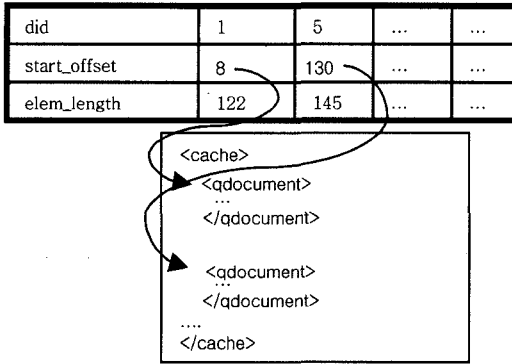 did 1 5 ... ...
start_offset 8 130 ... ...
elem_length 122 145 ... ...
<cache>
<qdocument>
...
</qdocument>
<qdocument>
...
</qdocument>
....
</cache>